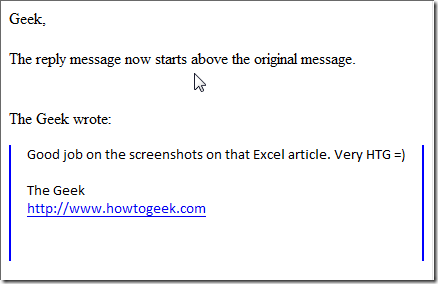 Geek,
The reply message now starts above the original message.
The Geek wrote:
Good job on the screenshots on that Excel article. Very HTG =)
The Geek
http://www.howtogeek.com